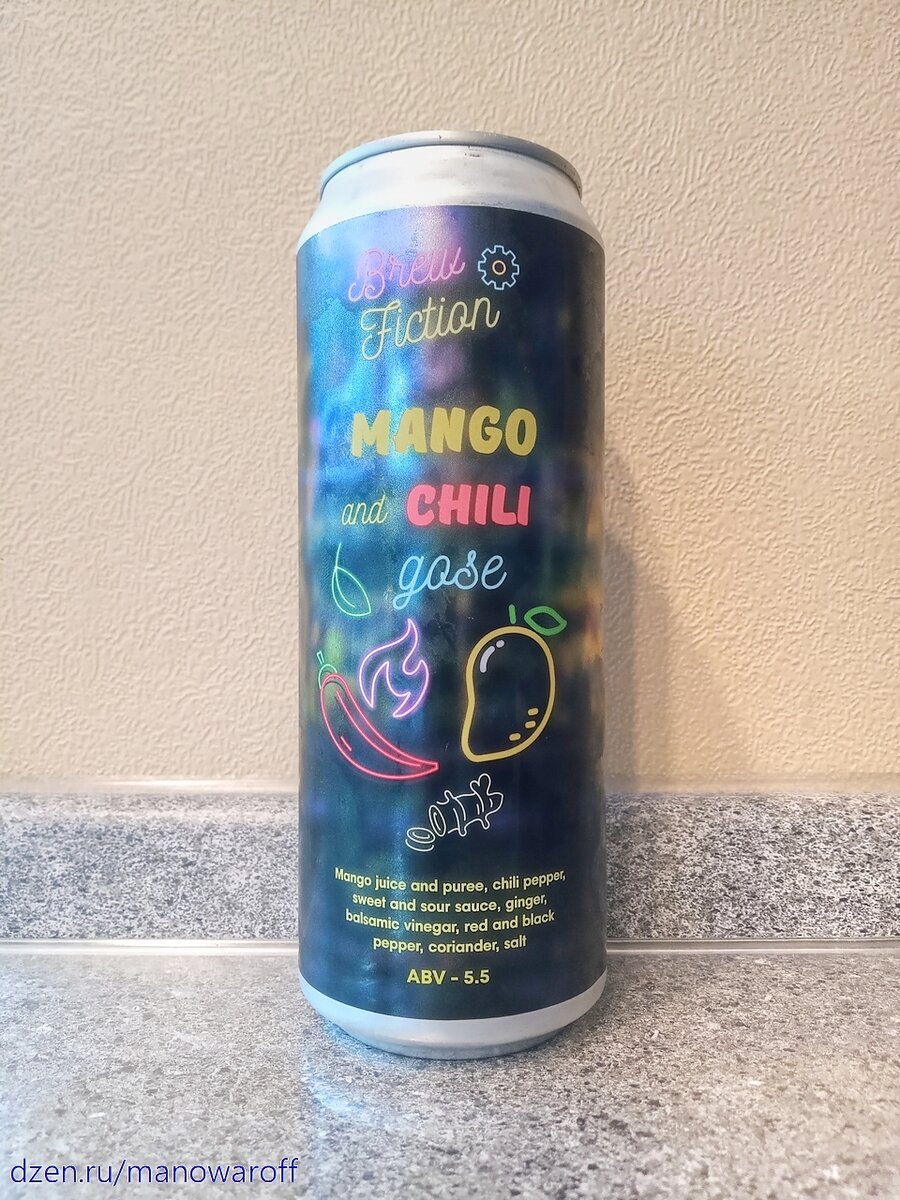 Brew
Fiction
MANGO
and CHILI
gose
Mango juice and puree, chili pepper,
sweet and sour sauce, ginger,
balsamic vinegar, red and black
pepper, coriander, salt
ABV - 5.5
dzen.ru/manowaroff